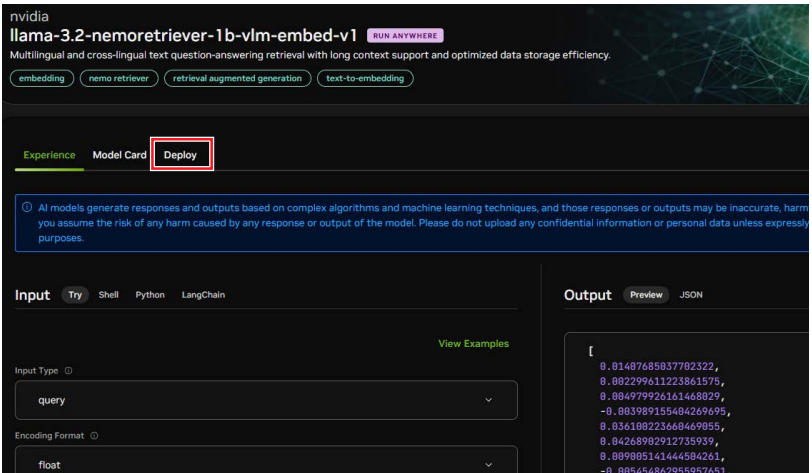 nvidia
llama-3.2-nemoretriever-1b-vlm-embed-v1 RUN ANYWHERE
Multilingual and cross-lingual text question-answering retrieval with long context support and optimized data storage efficiency.
embedding nemo retriever retrieval augmented generation text-to-embedding
Experience Model Card Deploy
AI models generate responses and outputs based on complex algorithms and machine learning techniques, and those responses or outputs may be inaccurate, harm
you assume the risk of any harm caused by any response or output of the model. Please do not upload any confidential information or personal data unless expressly
purposes.
Input Try Shell Python LangChain
View Examples
Input Type
query
Encoding Format
float
Output Preview JSON
[
0.01407685037702322,
0.002299611223861575,
0.004979926161468029,
-0.003989155404269695,
0.036100223660469055,
0.04268902912735939,
0.009005141444504261,
-0.005454862955957651